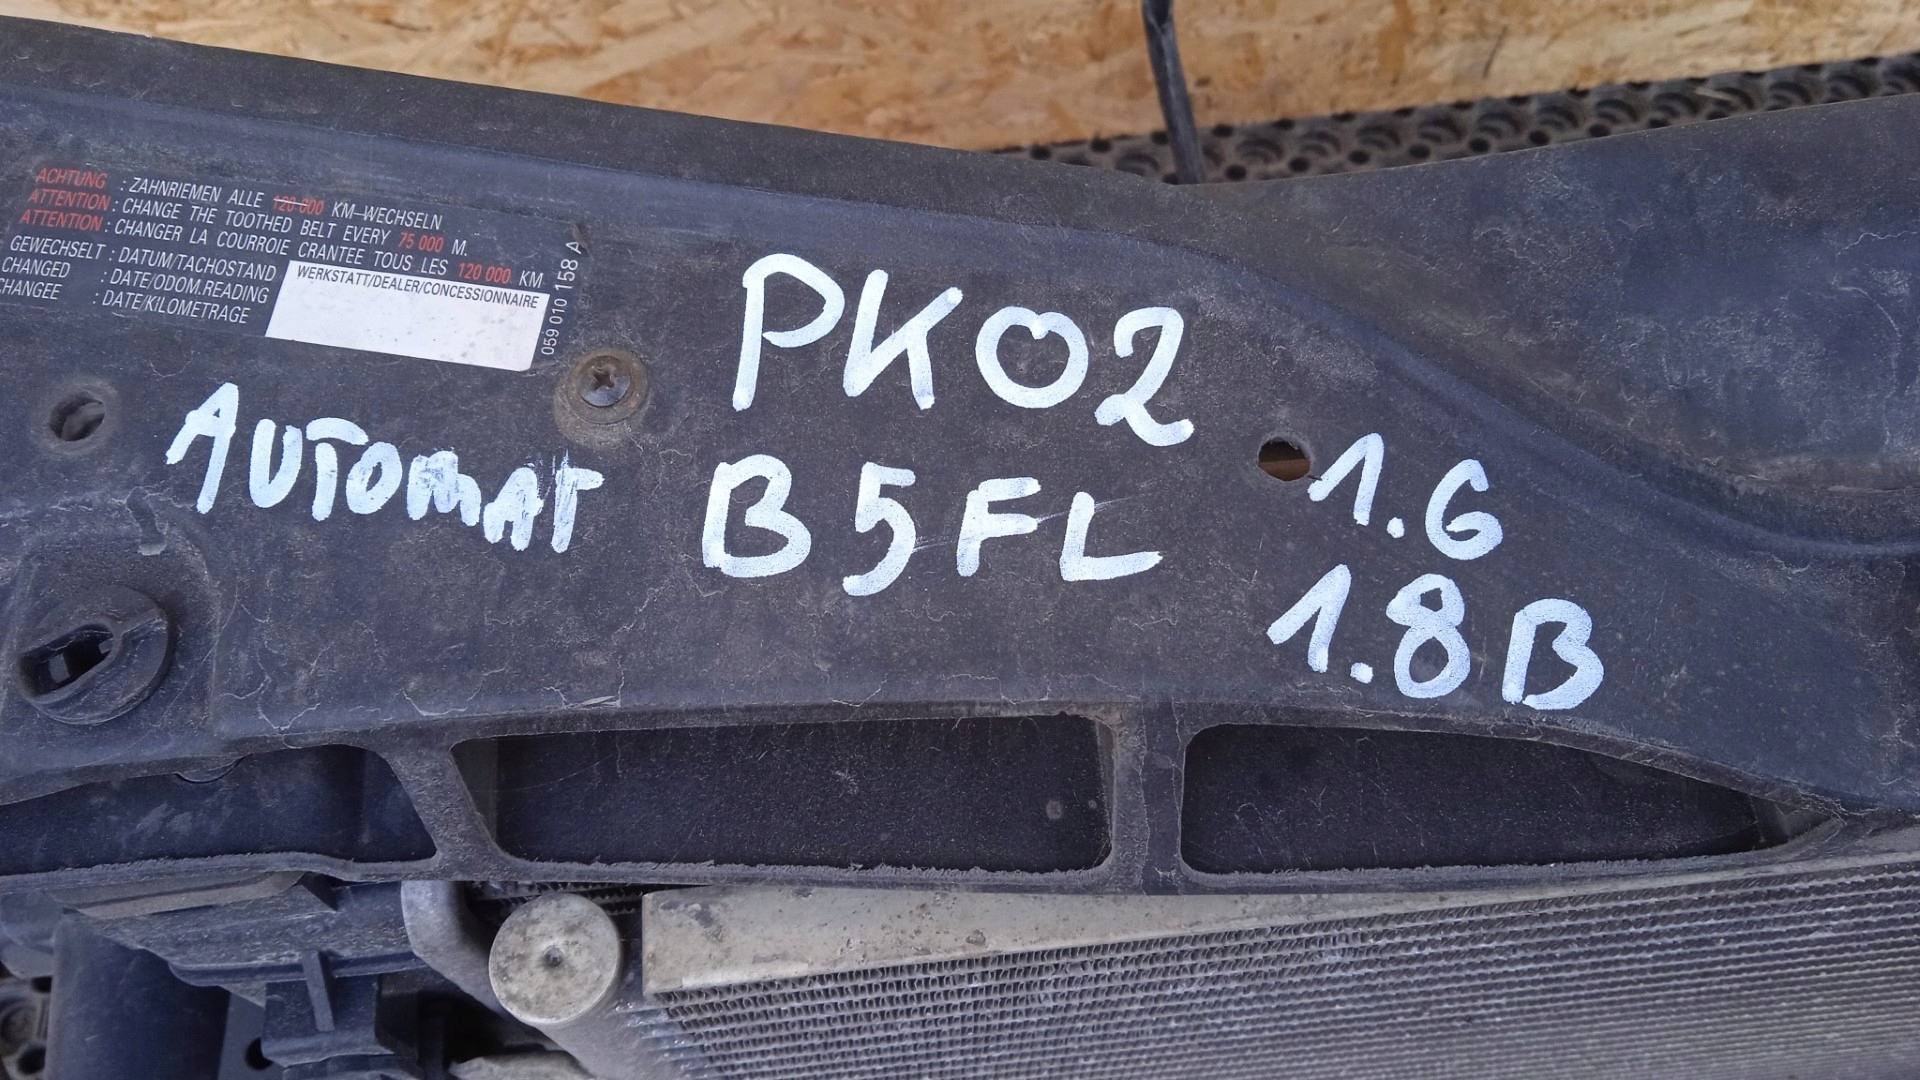 ACHTUNG : ZAHNRIEMEN ALLE 120 000 KM-WECHSELN
ATTENTION : CHANGE THE TOOTHED BELT EVERY 75 000 M.
ATTENTION : CHANGER LA COURROIE CRANTEE TOUS LES 120 000 KM
GEWECHSELT : DATUM/TACHOSTAND
CHANGED : DATE/ODOM.READING
CHANGEE : DATE/KILOMETRAGE
WERKSTATT/DEALER/CONCESSIONNAIRE
059 010 158 A
PK02
AUTOMAT B5FL 1.6
1.8B